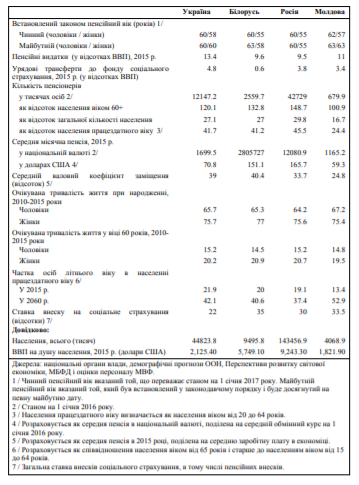 Україна Білорусь Росія Молдова
Встановлений законом пенсійний вік (років) 1/
Чинний (чоловіки / жінки) 60/58 60/55 60/55 62/57
Майбутній (чоловіки / жінки) 60/60 63/58 60/55 63/63
Пенсійні видатки (у відсотках ВВП), 2015 р. 13.4 9.6 9.5 11
Урядові трансферти до фонду соціального
страхування, 2015 р. (у відсотках ВВП) 4.8 0.6 3.8 3.4
Кількість пенсіонерів
у тисячах осіб 2/ 12147.2 2559.7 42729 679.9
як відсоток населення віком 60+ 120.1 132.8 148.7 100.9
як відсоток загальної кількості населення 27.1 27 29.8 16.7
як відсоток населення працездатного віку 3/ 41.7 41.2 45.5 24.4
Середня місячна пенсія, 2015 р.
у національній валюті 2/ 1699.5 2805727 12080.9 1165.2
у доларах США 4/ 70.8 151.1 165.7 59.3
Середній валовий коефіцієнт заміщення
(відсоток) 5/ 39 40.4 33.7 24.8
Очікувана тривалість життя при народженні,
2010-2015 роки
Чоловіки 65.7 65.3 64.2 67.2
Жінки 75.7 77 75.6 75.4
Очікувана тривалість життя у віці 60 років, 2010-
2015 роки
Чоловіки 15.2 14.5 14.5 14.8
Жінки 20.2 20.9 20.7 19.5
Частка осіб літнього віку в населенні
працездатного віку 6/
У 2015 р. 21.9 20 19.1 13.4
У 2060 р. 42.1 40.6 37.4 52.9
Ставка внеску на соціальне страхування
(відсотки) 7/ 22 35 30 33.5
Довідково:
Населення, всього (тисяч) 44823.8 9495.8 143456.9 4068.9
ВВП на душу населення, 2015 р. (долари США) 2,125.40 5,749.10 9,243.30 1,821.90
Джерела: національні органи влади, демографічні прогнози ООН, Перспективи розвитку світової
економіки, МБФД і оцінки персоналу МВФ.
1 / Чинний пенсійний вік вказаний той, що переважає станом на 1 січня 2017 року. Майбутній
пенсійний вік вказаний той, який був встановлений у законодавчому порядку і буде досягнутий на
певну майбутню дату.
2 / Станом на 1 січня 2016 року.
3 / Населення працездатного віку визначається як населення віком від 20 до 64 років.
4 / Розраховується як середня пенсія в національній валюті, поділена на середній обмінний курс на 1
січня 2016 року.
5 / Розраховується як середня пенсія в 2015 році, поділена на середню заробітну плату в економіці.
6 / Розраховується як співвідношення населення віком від 65 років і старше до населення віком від 15
до 64 років.
7 / Загальна ставка внесків соціального страхування, в тому числі пенсійних внесків.